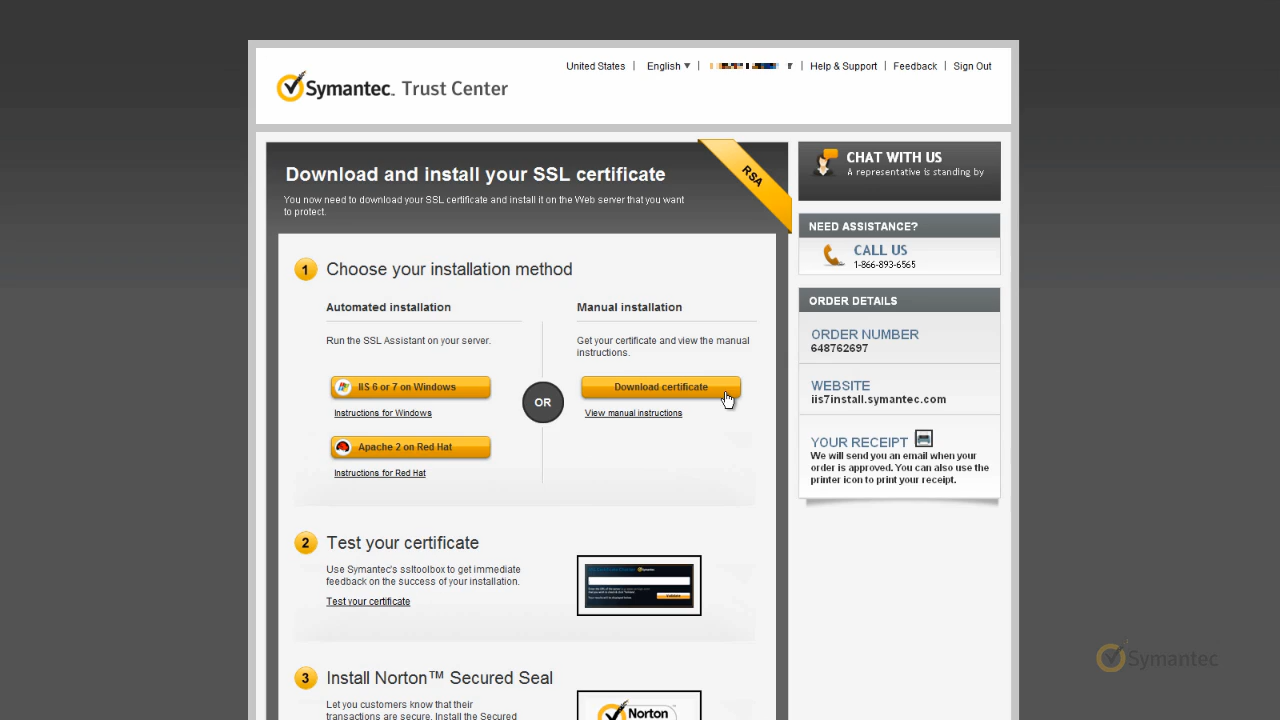 United States | English ▼ | | Help & Support | Feedback | Sign Out
Symantec. Trust Center
Download and install your SSL certificate
You now need to download your SSL certificate and install it on the Web server that you want
to protect.
RSA
1 Choose your installation method
Automated installation
Run the SSL Assistant on your server.
IIS 6 or 7 on Windows
Instructions for Windows
Apache 2 on Red Hat
Instructions for Red Hat
OR
Manual installation
Get your certificate and view the manual
instructions.
Download certificate
View manual instructions
2 Test your certificate
Use Symantec's ssltoolbox to get immediate
feedback on the success of your installation.
Test your certificate
3 Install Norton™ Secured Seal
Let you customers know that their
transactions are secure. Install the Secured
Norton
CHAT WITH US
A representative is standing by
NEED ASSISTANCE?
CALL US
1-866-893-6565
ORDER DETAILS
ORDER NUMBER
648762697
WEBSITE
iis7install.symantec.com
YOUR RECEIPT
We will send you an email when your
order is approved. You can also use the
printer icon to print your receipt.
Symantec